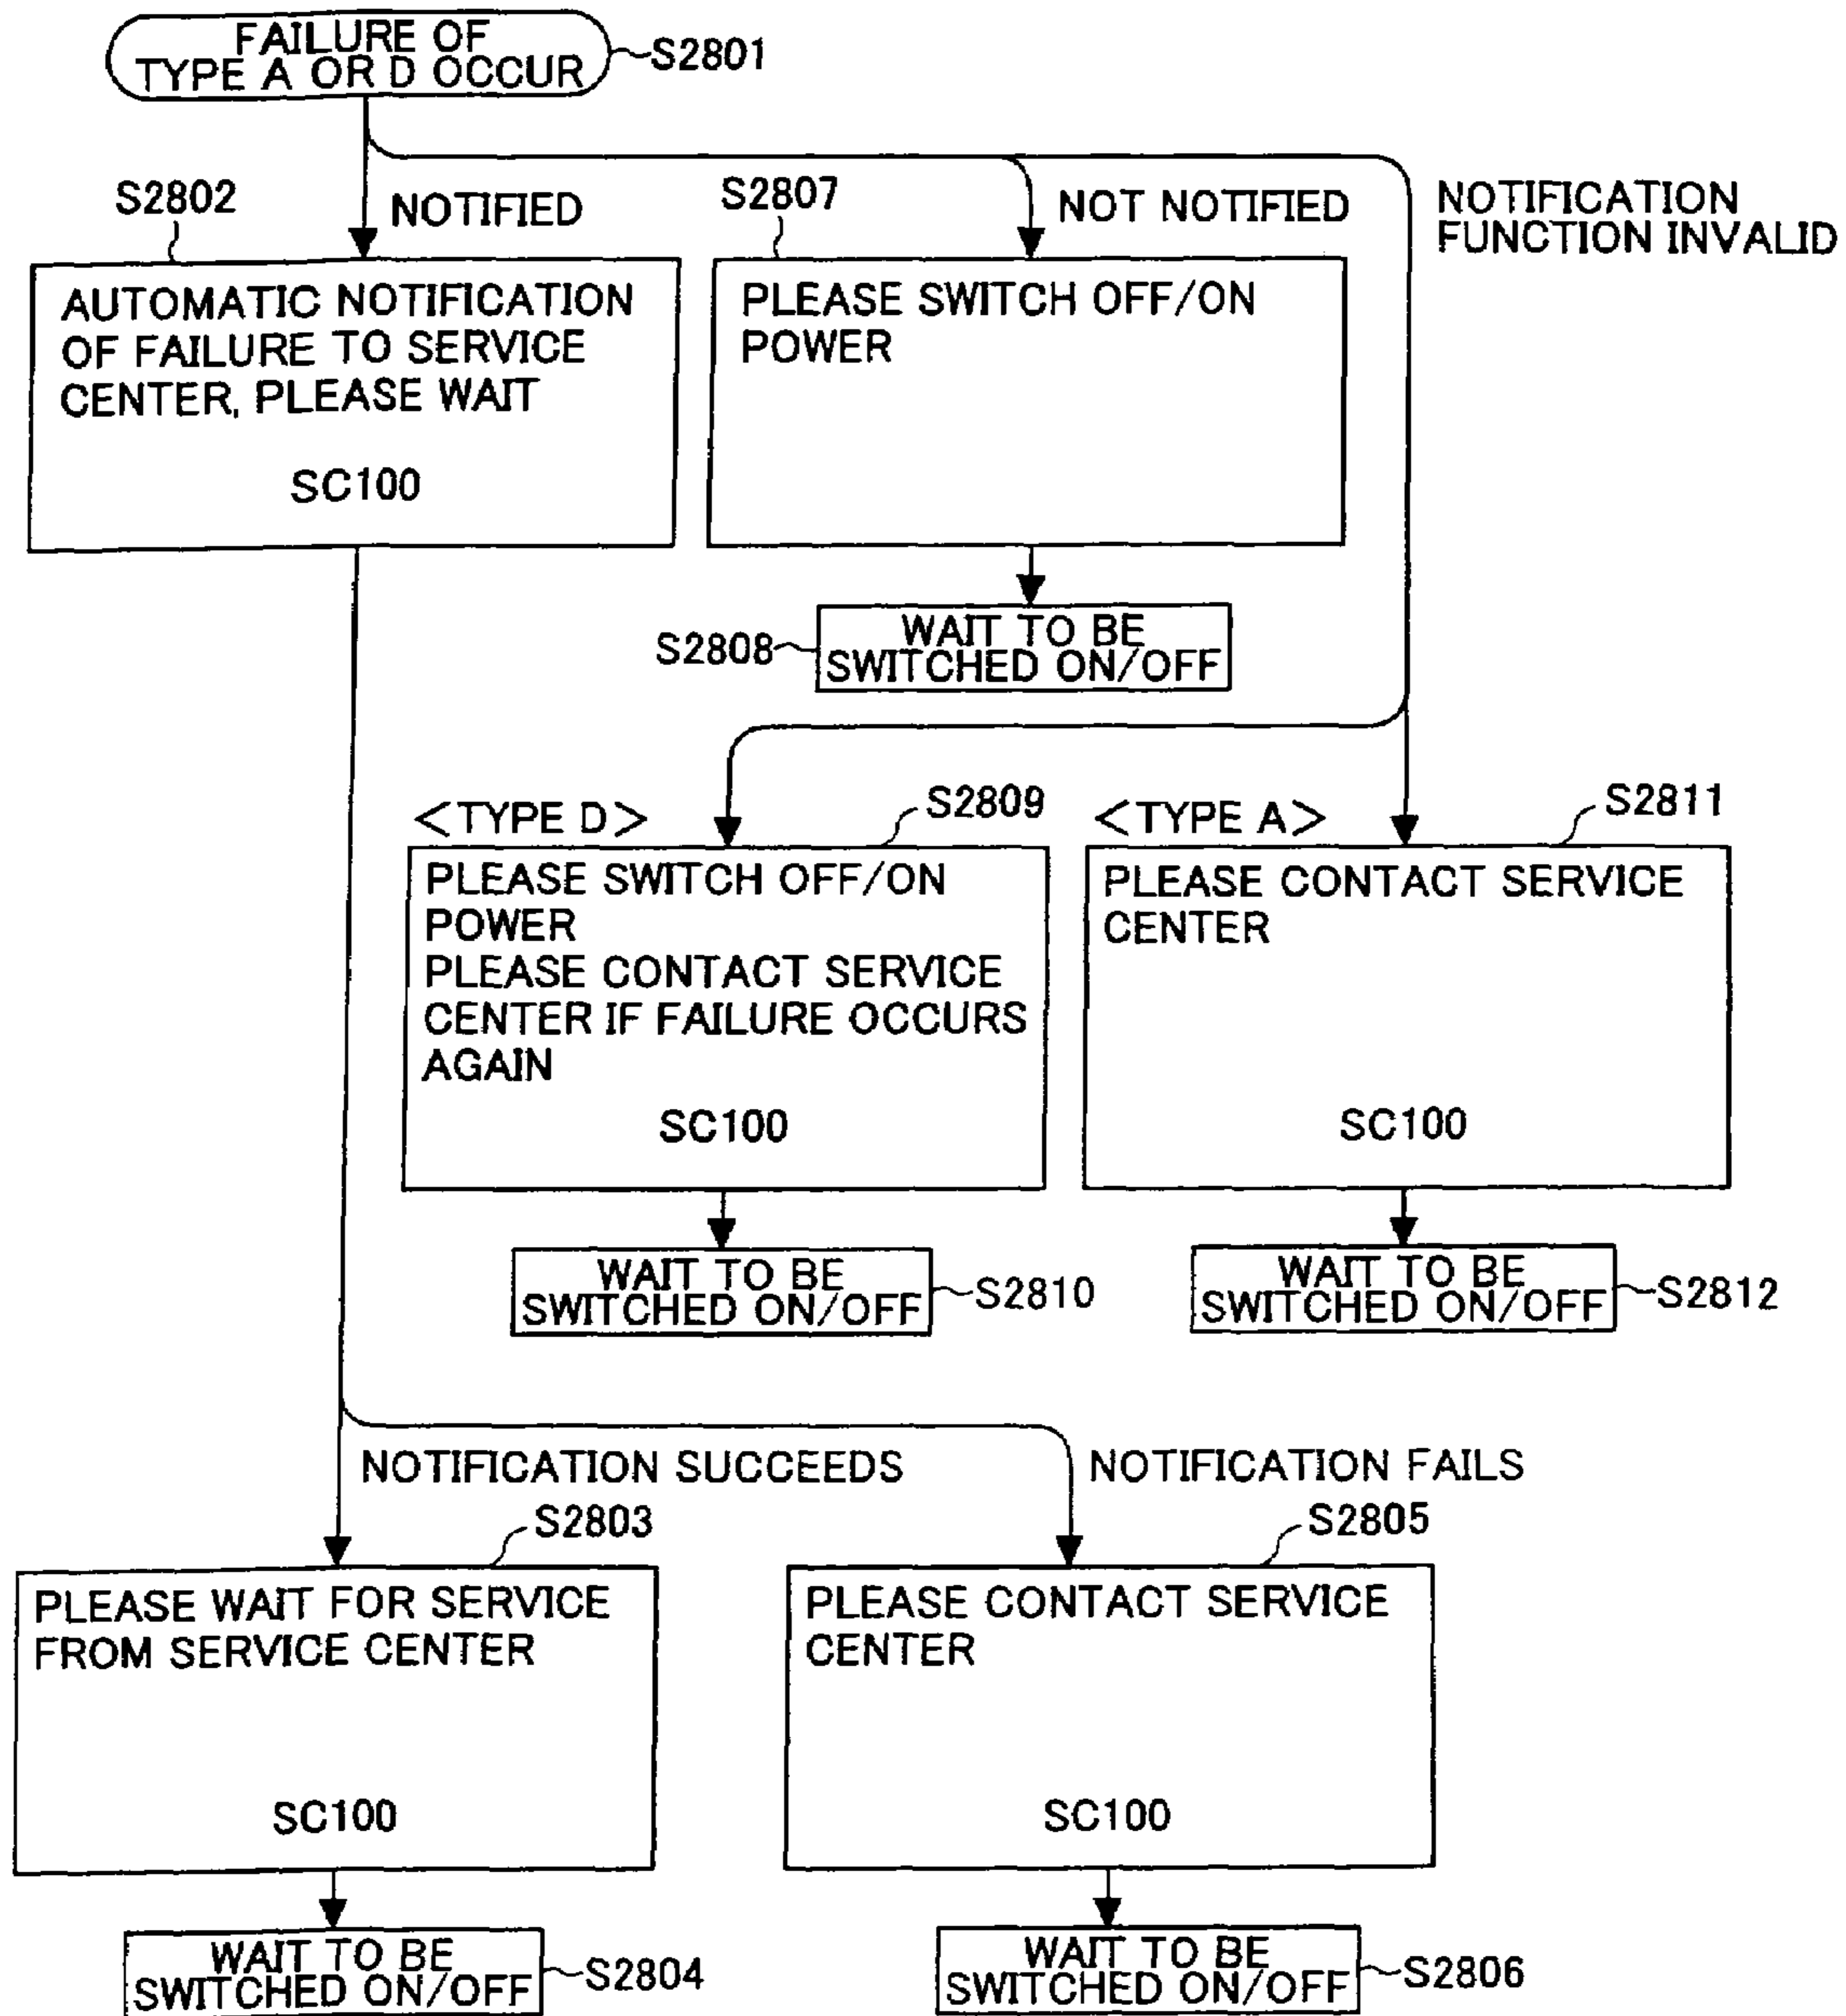 FAILURE OF
TYPE A OR D OCCUR
S2801
S2802
NOTIFIED
S2807
NOT NOTIFIED
NOTIFICATION
FUNCTION INVALID
AUTOMATIC NOTIFICATION
OF FAILURE TO SERVICE
CENTER, PLEASE WAIT
SC100
PLEASE SWITCH OFF/ON
POWER
S2808
WAIT TO BE
SWITCHED ON/OFF
<TYPE D>
S2809
PLEASE SWITCH OFF/ON
POWER
PLEASE CONTACT SERVICE
CENTER IF FAILURE OCCURS
AGAIN
SC100
<TYPE A>
S2811
PLEASE CONTACT SERVICE
CENTER
SC100
WAIT TO BE
SWITCHED ON/OFF
S2810
WAIT TO BE
SWITCHED ON/OFF
S2812
NOTIFICATION SUCCEEDS
NOTIFICATION FAILS
S2803
PLEASE WAIT FOR SERVICE
FROM SERVICE CENTER
SC100
S2805
PLEASE CONTACT SERVICE
CENTER
SC100
WAIT TO BE
SWITCHED ON/OFF
S2804
WAIT TO BE
SWITCHED ON/OFF
S2806